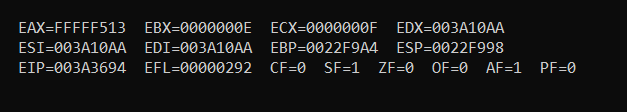 EAX=FFFFF513 EBX=0000000E ECX=0000000F EDX=003A10AA
ESI=003A10AA EDI=003A10AA EBP=0022F9A4 ESP=0022F998
EIP=003A3694 EFL=00000292 CF=0 SF=1 ZF=0 OF=0 AF=1 PF=0